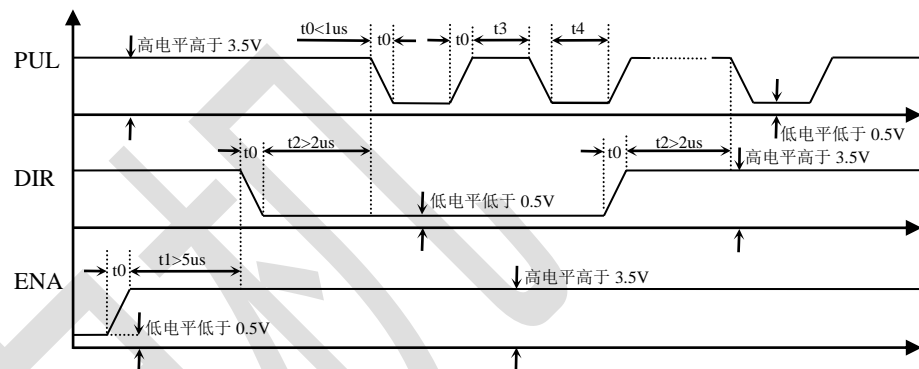 t0<1us t0 t0 t3 t4
高电平高于 3.5V
PUL
低电平低于 0.5V
t0 t2>2us t0 t2>2us
高电平高于 3.5V
DIR
低电平低于 0.5V
t0 t1>5us
ENA
高电平高于 3.5V
低电平低于 0.5V